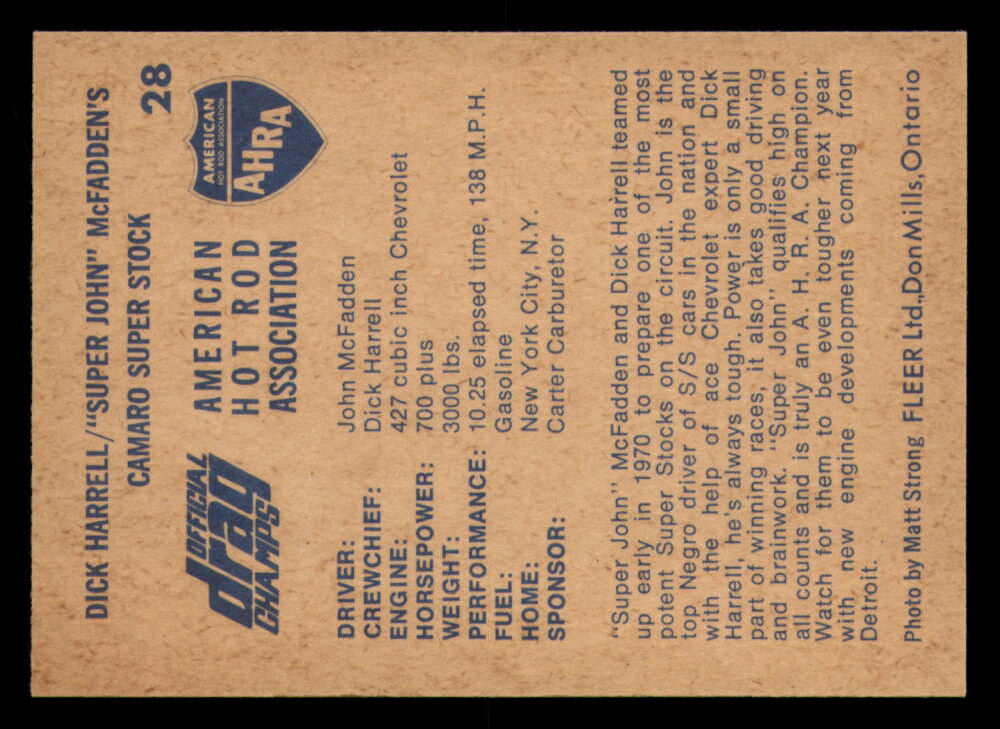 DICK HARRELL/"SUPER JOHN" McFADDEN'S
CAMARO SUPER STOCK
28
OFFICIAL
drag
CHAMPS
AMERICAN
HOT ROD
ASSOCIATION
AMERICAN
HOT ROD ASSOCIATION
AHRA
DRIVER: John McFadden
CREWCHIEF: Dick Harrell
ENGINE: 427 cubic inch Chevrolet
HORSEPOWER: 700 plus
WEIGHT: 3000 lbs.
PERFORMANCE: 10.25 elapsed time, 138 M.P.H.
FUEL: Gasoline
HOME: New York City, N.Y.
SPONSOR: Carter Carburetor
"Super John" McFadden and Dick Harrell teamed
up early in 1970 to prepare one of the most
potent Super Stocks on the circuit. John is the
top Negro driver of S/S cars in the nation and
with the help of ace Chevrolet expert Dick
Harrell, he's always tough. Power is only a small
part of winning races, it also takes good driving
and brainwork. "Super John" qualifies high on
all counts and is truly an A. H. R. A. Champion.
Watch for them to be even tougher next year
with new engine developments coming from
Detroit.
Photo by Matt Strong FLEER Ltd., Don Mills, Ontario